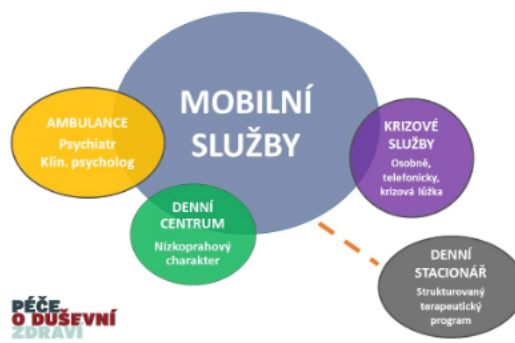 MOBILNÍ
SLUŽBY
AMBULANCE
Psychiatr
Klin. psycholog
KRIZOVÉ
SLUŽBY
Osobně,
telefonicky,
krizová lůžka
DENNÍ
CENTRUM
Nízkoprahový
charakter
DENNÍ
STACIONÁŘ
Strukturovaný
terapeutický
program
PÉČE
O DUŠEVNÍ
ZDRAVÍ